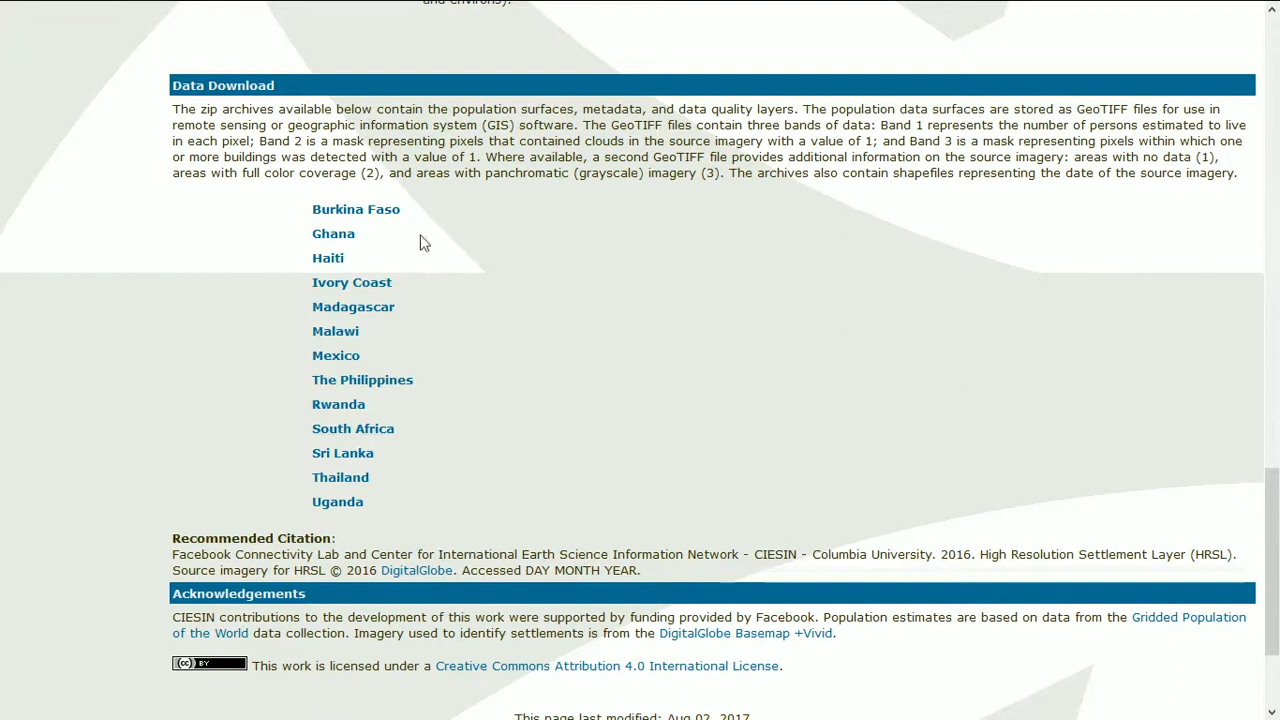 and environs).
Data Download
The zip archives available below contain the population surfaces, metadata, and data quality layers. The population data surfaces are stored as GeoTIFF files for use in
remote sensing or geographic information system (GIS) software. The GeoTIFF files contain three bands of data: Band 1 represents the number of persons estimated to live
in each pixel; Band 2 is a mask representing pixels that contained clouds in the source imagery with a value of 1; and Band 3 is a mask representing pixels within which one
or more buildings was detected with a value of 1. Where available, a second GeoTIFF file provides additional information on the source imagery: areas with no data (1),
areas with full color coverage (2), and areas with panchromatic (grayscale) imagery (3). The archives also contain shapefiles representing the date of the source imagery.
Burkina Faso
Ghana
Haiti
Ivory Coast
Madagascar
Malawi
Mexico
The Philippines
Rwanda
South Africa
Sri Lanka
Thailand
Uganda
Recommended Citation:
Facebook Connectivity Lab and Center for International Earth Science Information Network - CIESIN - Columbia University. 2016. High Resolution Settlement Layer (HRSL).
Source imagery for HRSL © 2016 DigitalGlobe. Accessed DAY MONTH YEAR.
Acknowledgements
CIESIN contributions to the development of this work were supported by funding provided by Facebook. Population estimates are based on data from the Gridded Population
of the World data collection. Imagery used to identify settlements is from the DigitalGlobe Basemap +Vivid.
(cc) BY This work is licensed under a Creative Commons Attribution 4.0 International License.
This page last modified: Aug 02, 2017